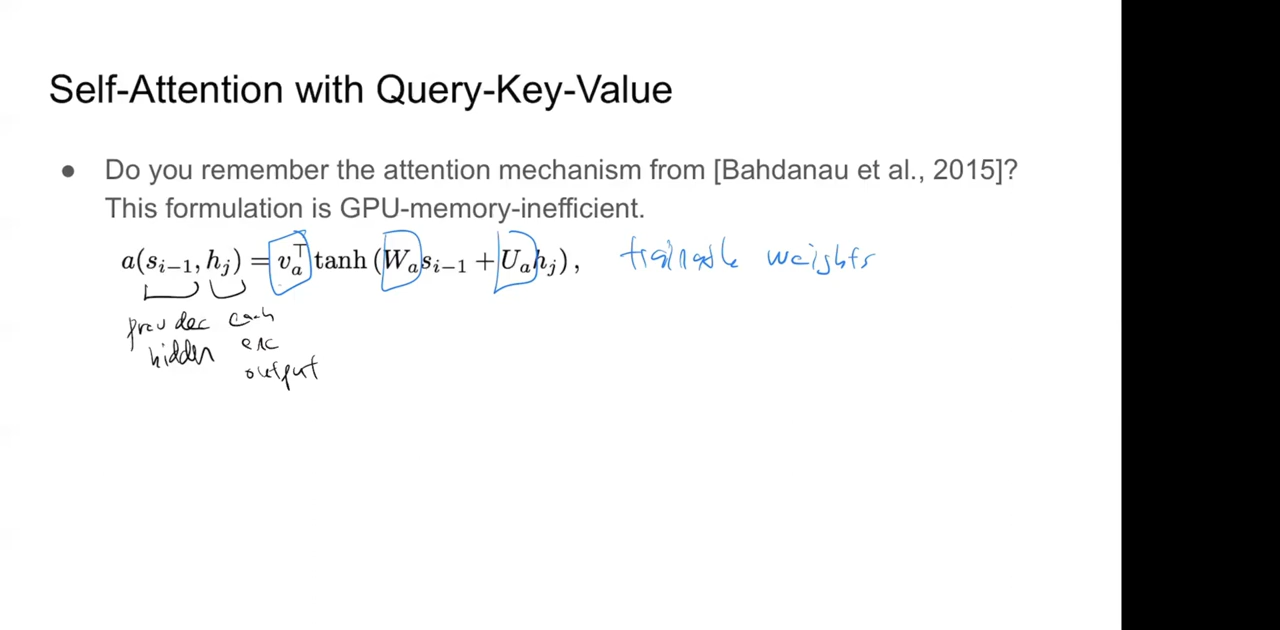 Self-Attention with Query-Key-Value
● Do you remember the attention mechanism from [Bahdanau et al., 2015]?
This formulation is GPU-memory-inefficient.
a(s_{i−1}, h_j) = v_a^⊤ tanh (W_a s_{i−1} + U_a h_j), trainable weights
prev dec each
hidden enc
output